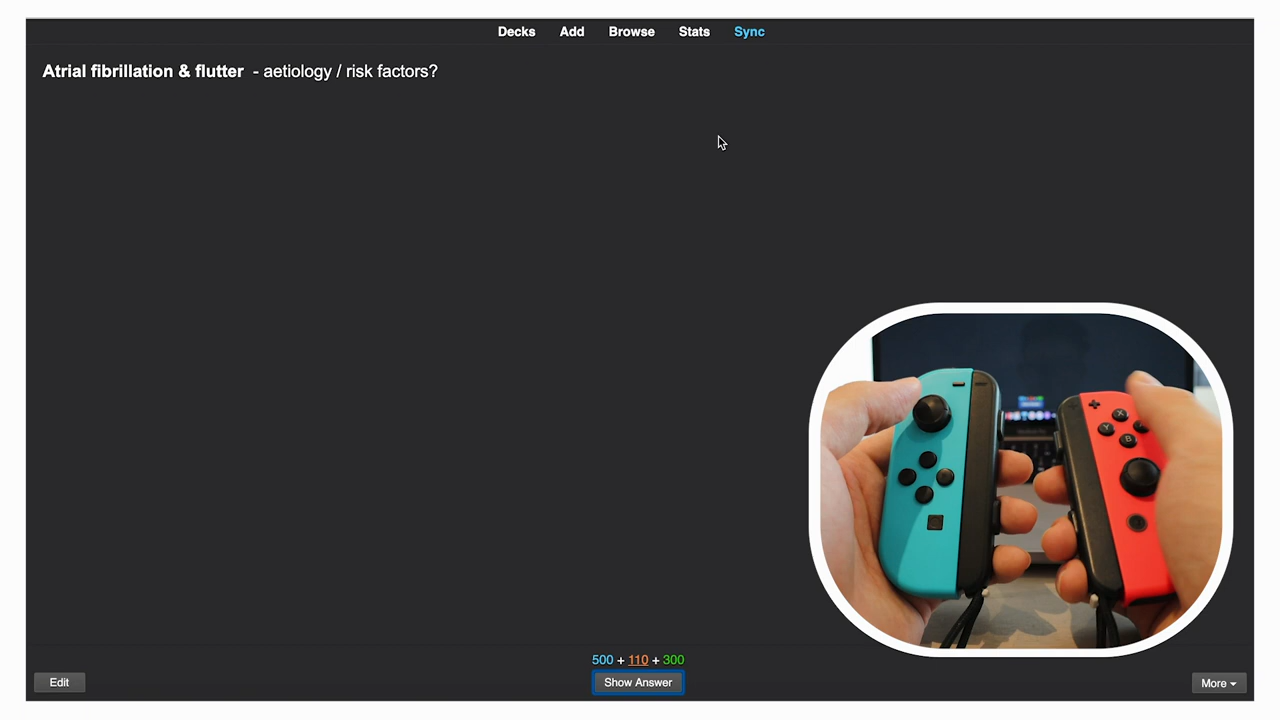 Decks Add Browse Stats Sync
Atrial fibrillation & flutter - aetiology / risk factors?
X
Y
B
500 + 110 + 300
Edit
Show Answer
More